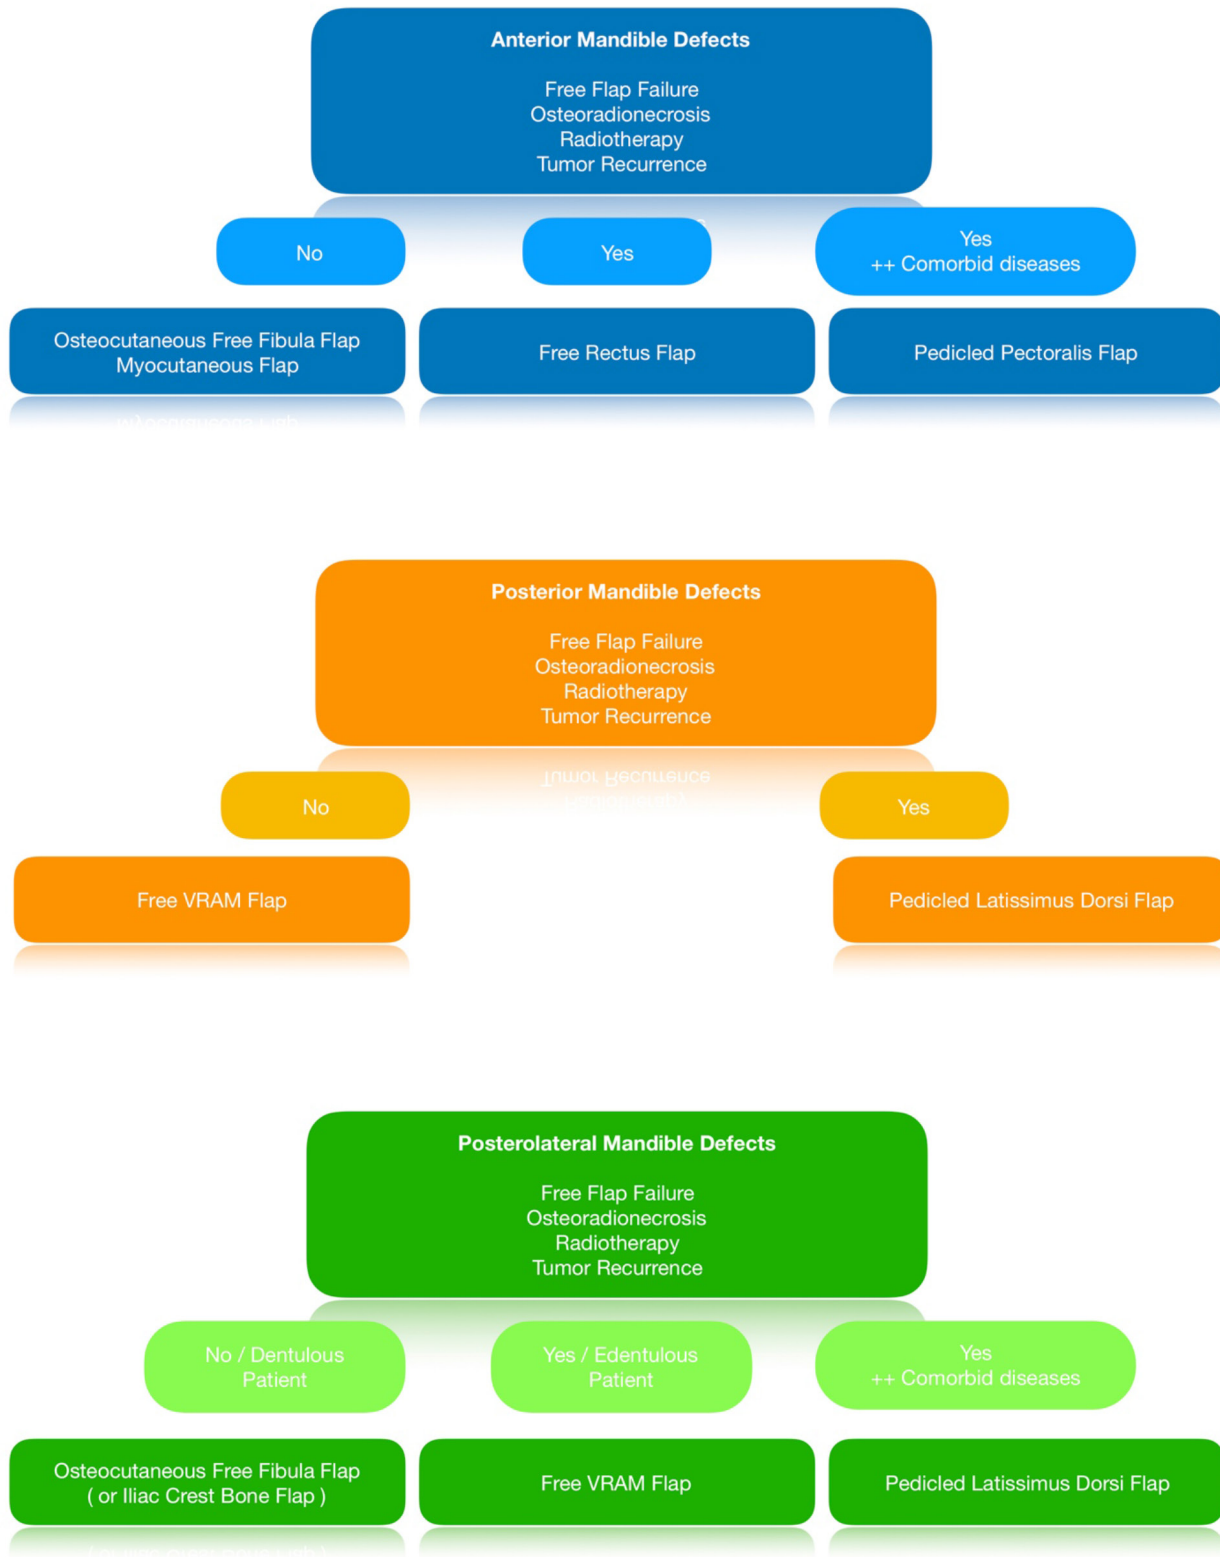 Anterior Mandible Defects
Free Flap Failure
Osteoradionecrosis
Radiotherapy
Tumor Recurrence
No
Yes
Yes
++ Comorbid diseases
Osteocutaneous Free Fibula Flap
Myocutaneous Flap
Free Rectus Flap
Pedicled Pectoralis Flap
Posterior Mandible Defects
Free Flap Failure
Osteoradionecrosis
Radiotherapy
Tumor Recurrence
No
Yes
Free VRAM Flap
Pedicled Latissimus Dorsi Flap
Posterolateral Mandible Defects
Free Flap Failure
Osteoradionecrosis
Radiotherapy
Tumor Recurrence
No / Dentulous
Patient
Yes / Edentulous
Patient
Yes
++ Comorbid diseases
Osteocutaneous Free Fibula Flap
( or Iliac Crest Bone Flap )
Free VRAM Flap
Pedicled Latissimus Dorsi Flap